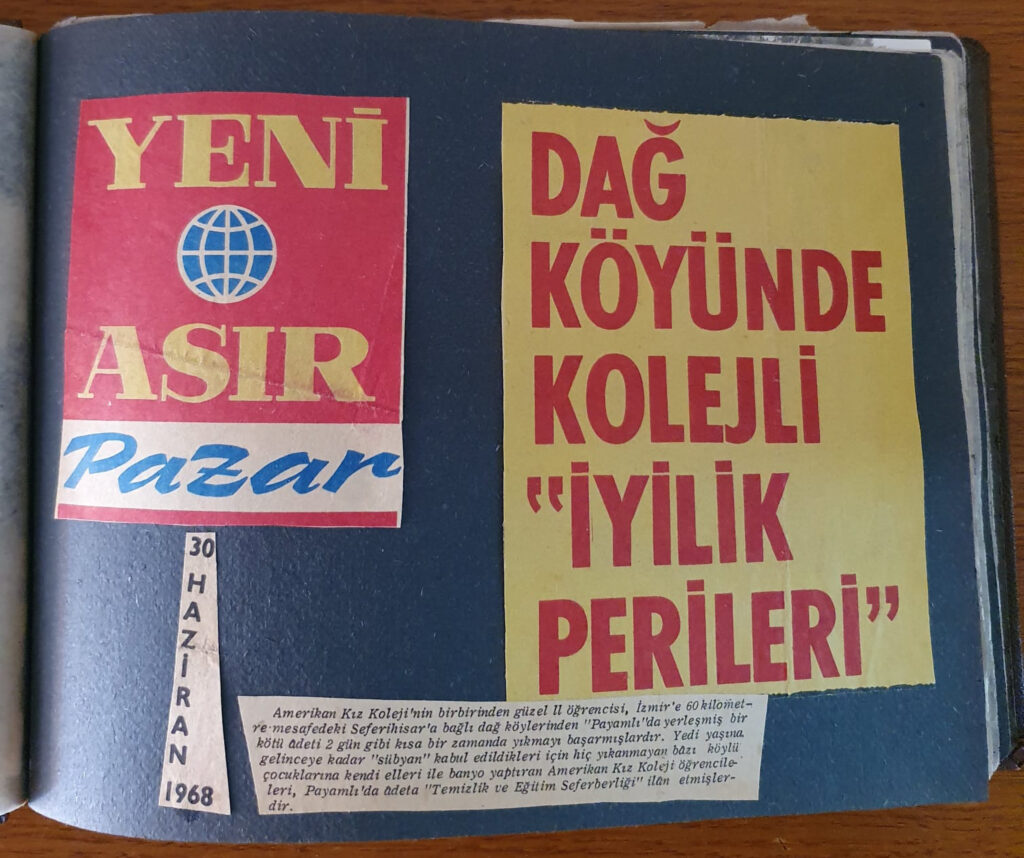 YENİ
ASIR
Pazar
30
HAZİRAN
1968
DAĞ
KÖYÜNDE
KOLEJLİ
"İYİLİK
PERİLERİ"
Amerikan Kız Koleji'nin birbirinden güzel II öğrencisi, İzmir'e 60 kilomet-
re mesafedeki Seferihisar'a bağlı dağ köylerinden "Payamlı'da yerleşmiş bir
kötü âdeti 2 gün gibi kısa bir zamanda yıkmayı başarmışlardır. Yedi yaşına
gelinceye kadar "sübyan" kabul edildikleri için hiç yıkanmayan bâzı köylü
çocuklarına kendi elleri ile banyo yaptıran Amerikan Kız Koleji öğrencile-
leri, Payamlı'da âdeta "Temizlik ve Eğitim Seferberliği" ilân etmişler-
dir.